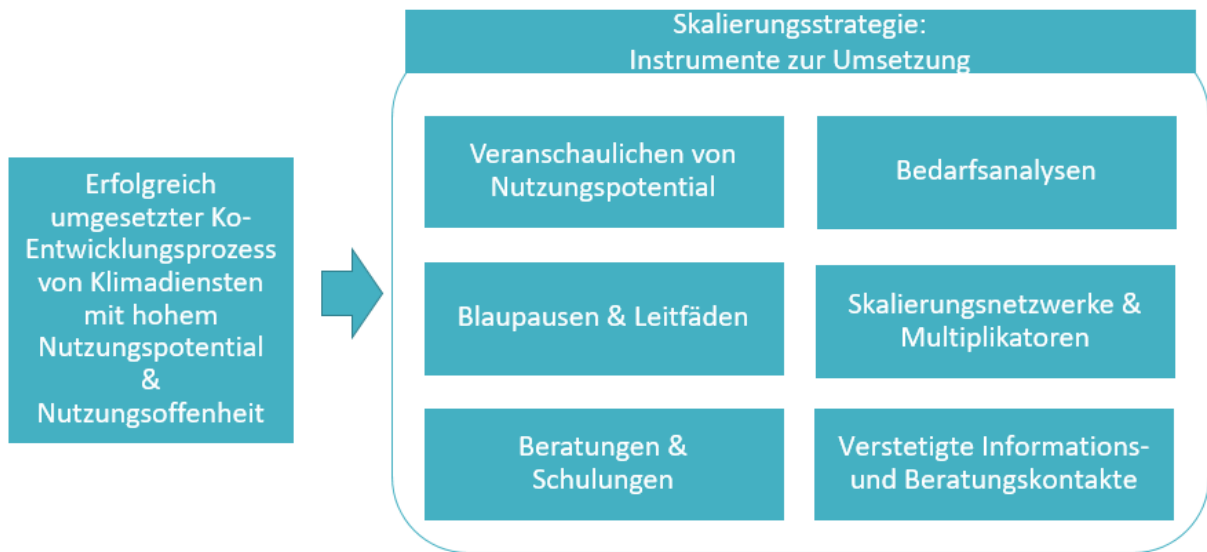 Skalierungsstrategie:
Instrumente zur Umsetzung
Erfolgreich
umgesetzter Ko-
Entwicklungsprozess
von Klimadiensten
mit hohem
Nutzungspotential
&
Nutzungsoffenheit
Veranschaulichen von
Nutzungspotential
Bedarfsanalysen
Blaupausen & Leitfäden
Skalierungsnetzwerke &
Multiplikatoren
Beratungen &
Schulungen
Verstetigte Informations-
und Beratungskontakte